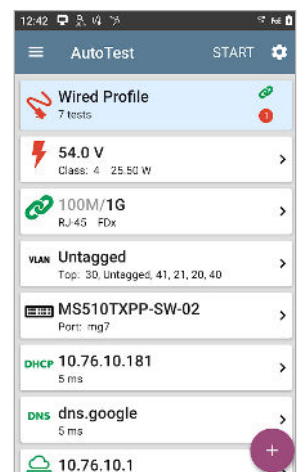 12:42
AutoTest START
Wired Profile
7 tests
54.0 V
Class: 4 25.50 W
100M/1G
RJ-45 FDx
VLAN Untagged
Top: 30, Untagged, 41, 21, 20, 40
MS510TXPP-SW-02
Port: mg7
DHCP 10.76.10.181
5 ms
DNS dns.google
5 ms
10.76.10.1